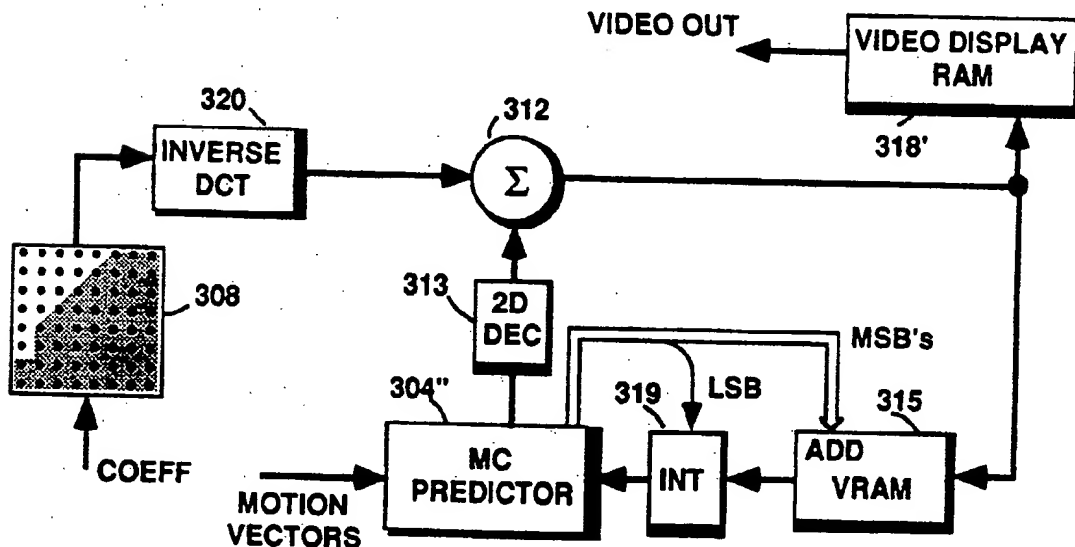 VIDEO OUT
VIDEO DISPLAY
RAM
318'
320
312
INVERSE
DCT
Σ
308
313
2D
DEC
MSB's
LSB
304"
319
315
COEFF
MOTION
VECTORS
MC
PREDICTOR
INT
ADD
VRAM